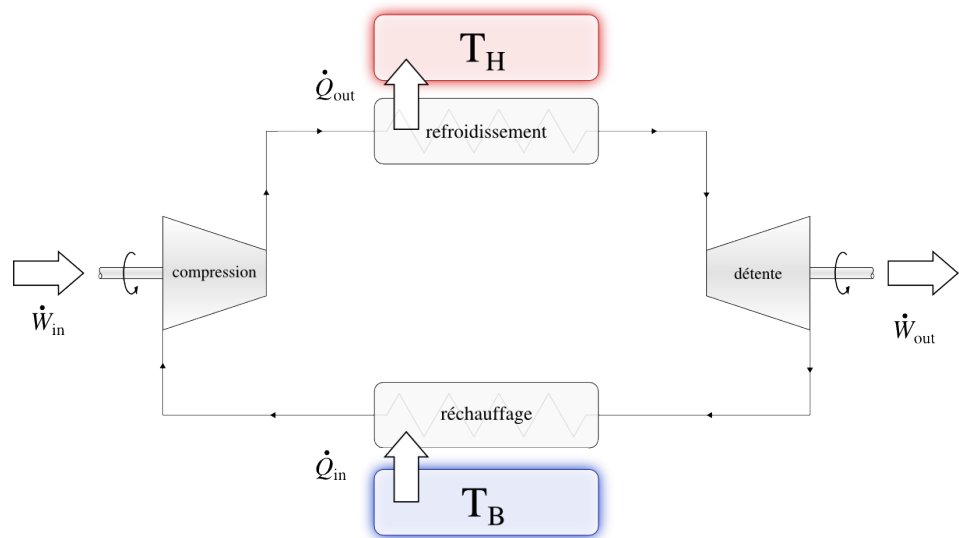 T_H
Q̇_out
refroidissement
compression
détente
Ẇ_in
Ẇ_out
réchauffage
Q̇_in
T_B